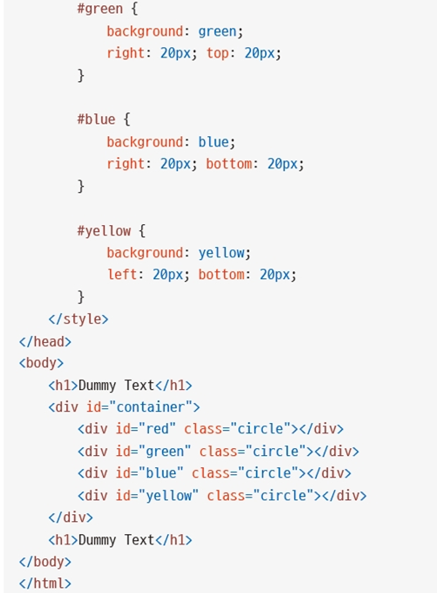 #green {
background: green;
right: 20px; top: 20px;
}
#blue {
background: blue;
right: 20px; bottom: 20px;
}
#yellow {
background: yellow;
left: 20px; bottom: 20px;
}
</style>
</head>
<body>
<h1>Dummy Text</h1>
<div id="container">
<div id="red" class="circle"></div>
<div id="green" class="circle"></div>
<div id="blue" class="circle"></div>
<div id="yellow" class="circle"></div>
</div>
<h1>Dummy Text</h1>
</body>
</html>